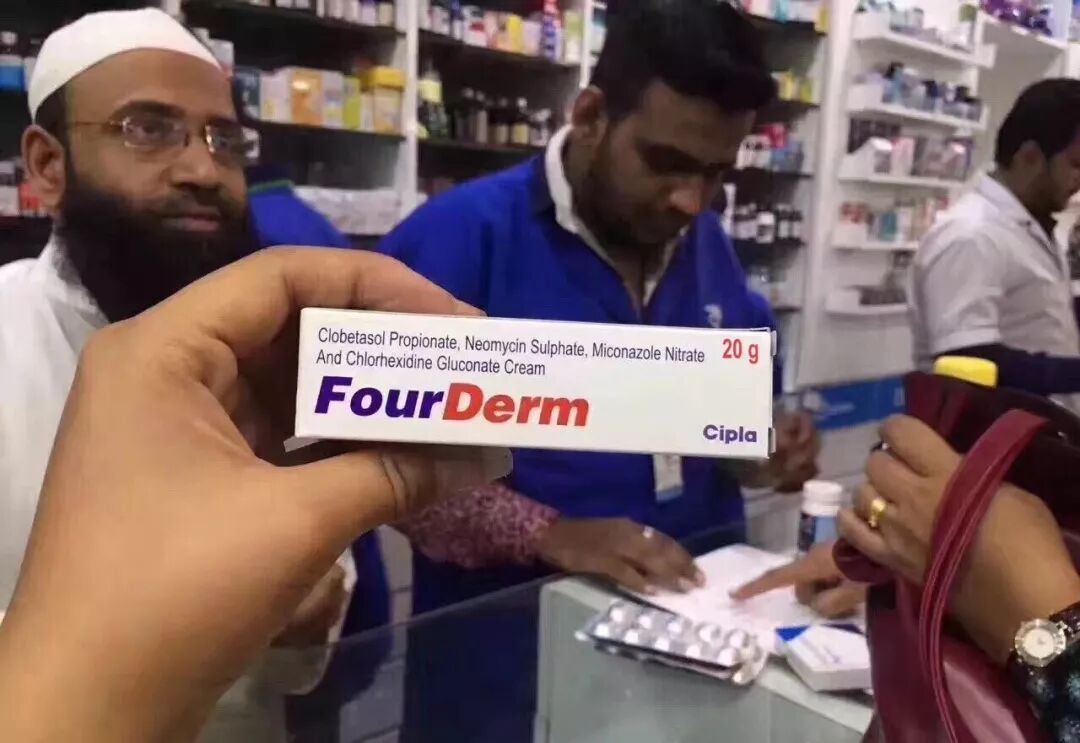 Clobetasol Propionate, Neomycin Sulphate, Miconazole Nitrate
And Chlorhexidine Gluconate Cream
20 g
FourDerm
Cipla